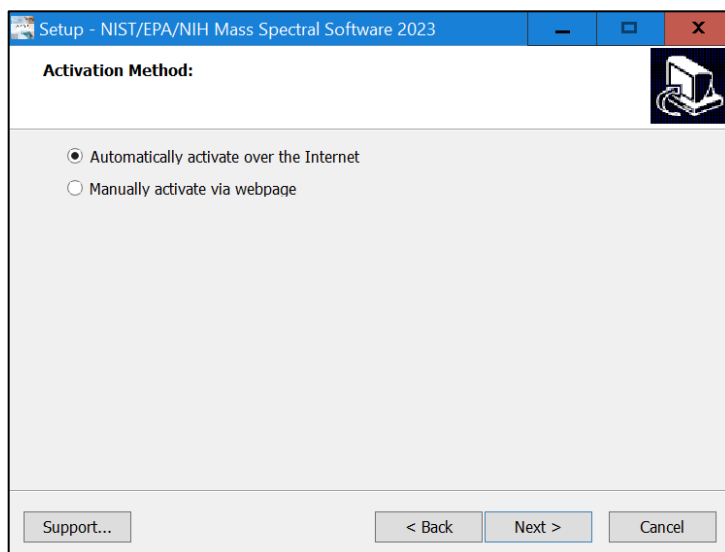 Setup - NIST/EPA/NIH Mass Spectral Software 2023
X
Activation Method:
Automatically activate over the Internet
Manually activate via webpage
Support... < Back Next > Cancel